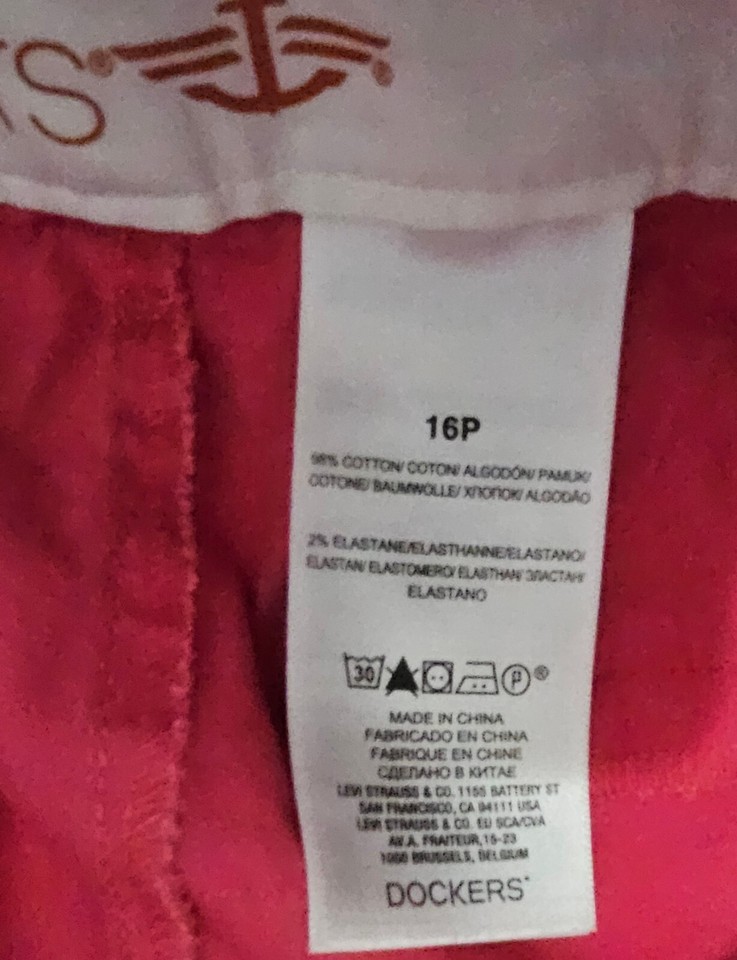 S®
®
16P
98% COTTON/ COTON/ ALGODÓN/ PAMUK/
COTONE/ BAUMWOLLE/ ХЛОПОК/ ALGODÃO
2% ELASTANE/ELASTHANNE/ELASTANO/
ELASTAN/ ELASTOMERO/ ELASTHAN/ ЭЛАСТАН/
ELASTANO
30 P ®
MADE IN CHINA
FABRICADO EN CHINA
FABRIQUE EN CHINE
СДЕЛАНО В КИТАЕ
LEVI STRAUSS & CO. 1155 BATTERY ST
SAN FRANCISCO, CA 94111 USA
LEVI STRAUSS & CO. EU SCA/CVA
AV.A. FRAITEUR,15-23
1050 BRUSSELS, BELGIUM
DOCKERS